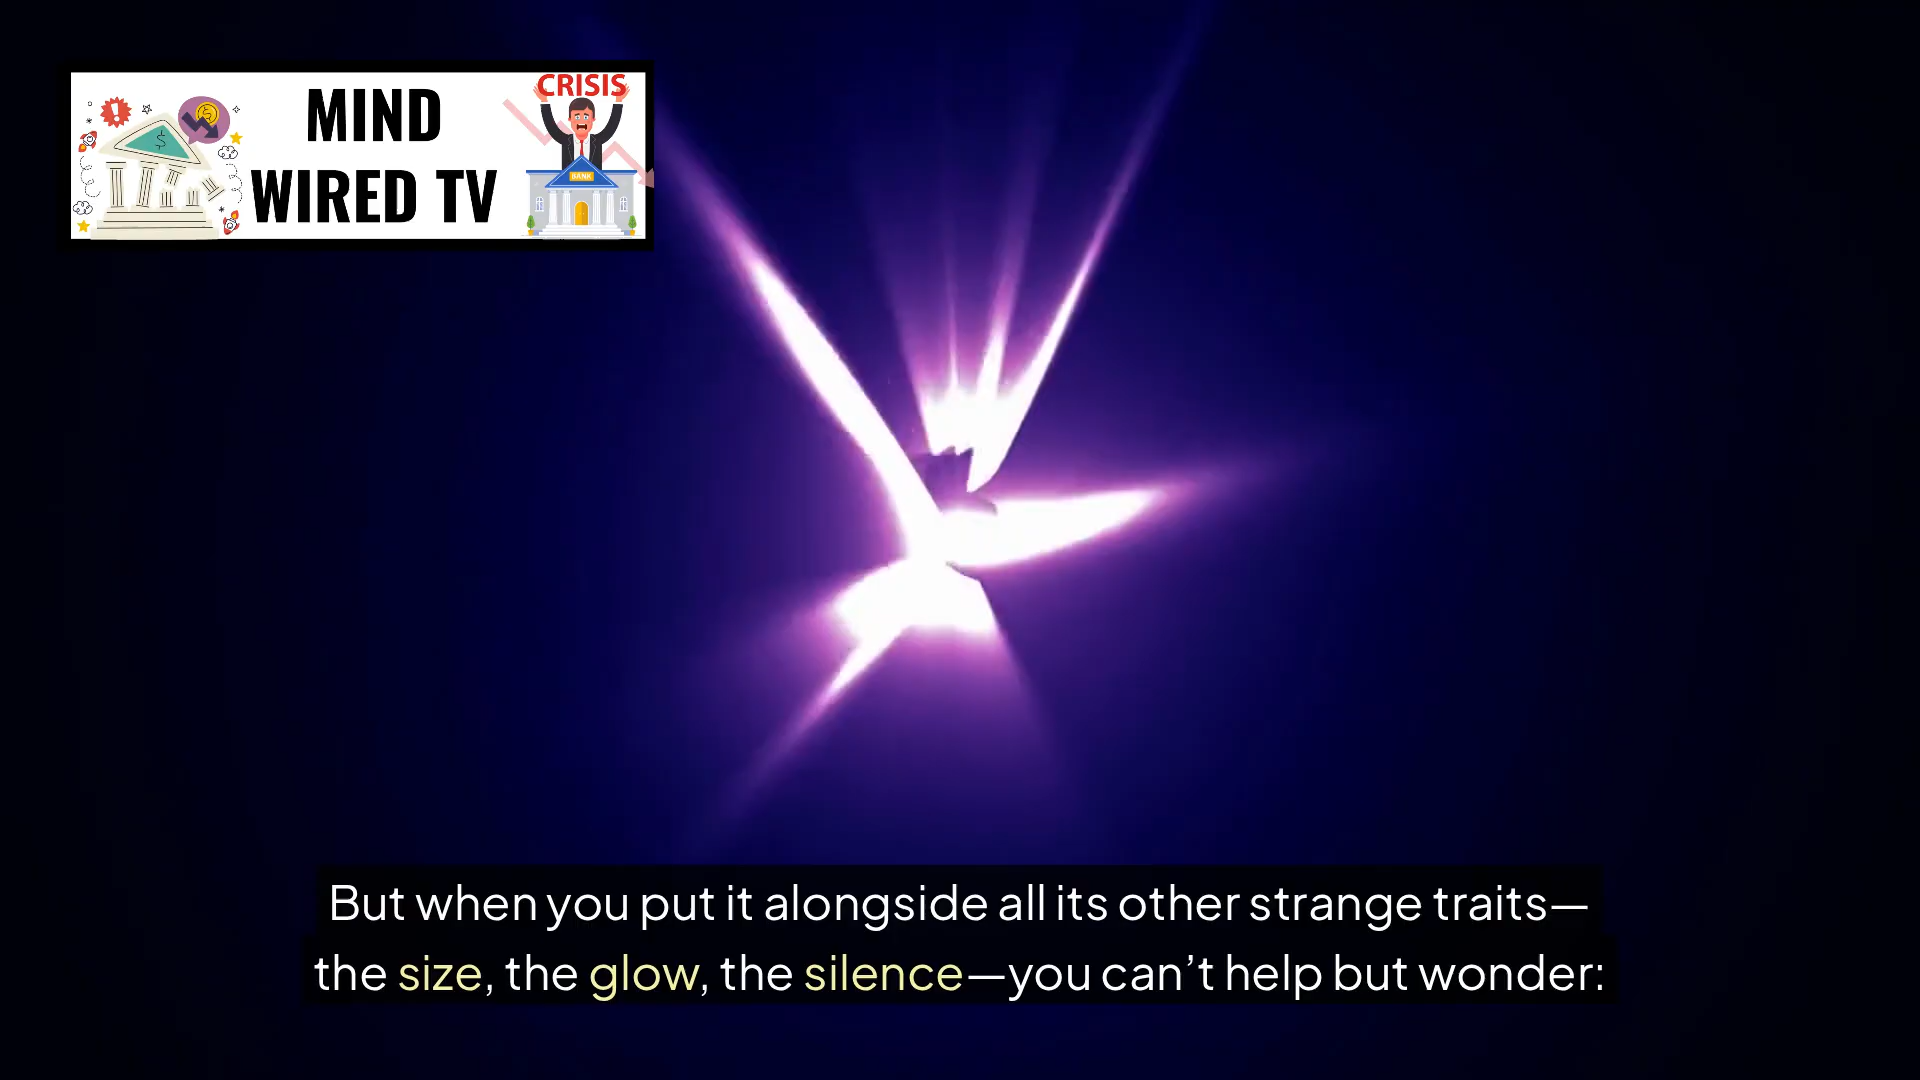 CRISIS
MIND
WIRED TV
BANK
But when you put it alongside all its other strange traits—
the size, the glow, the silence—you can’t help but wonder: